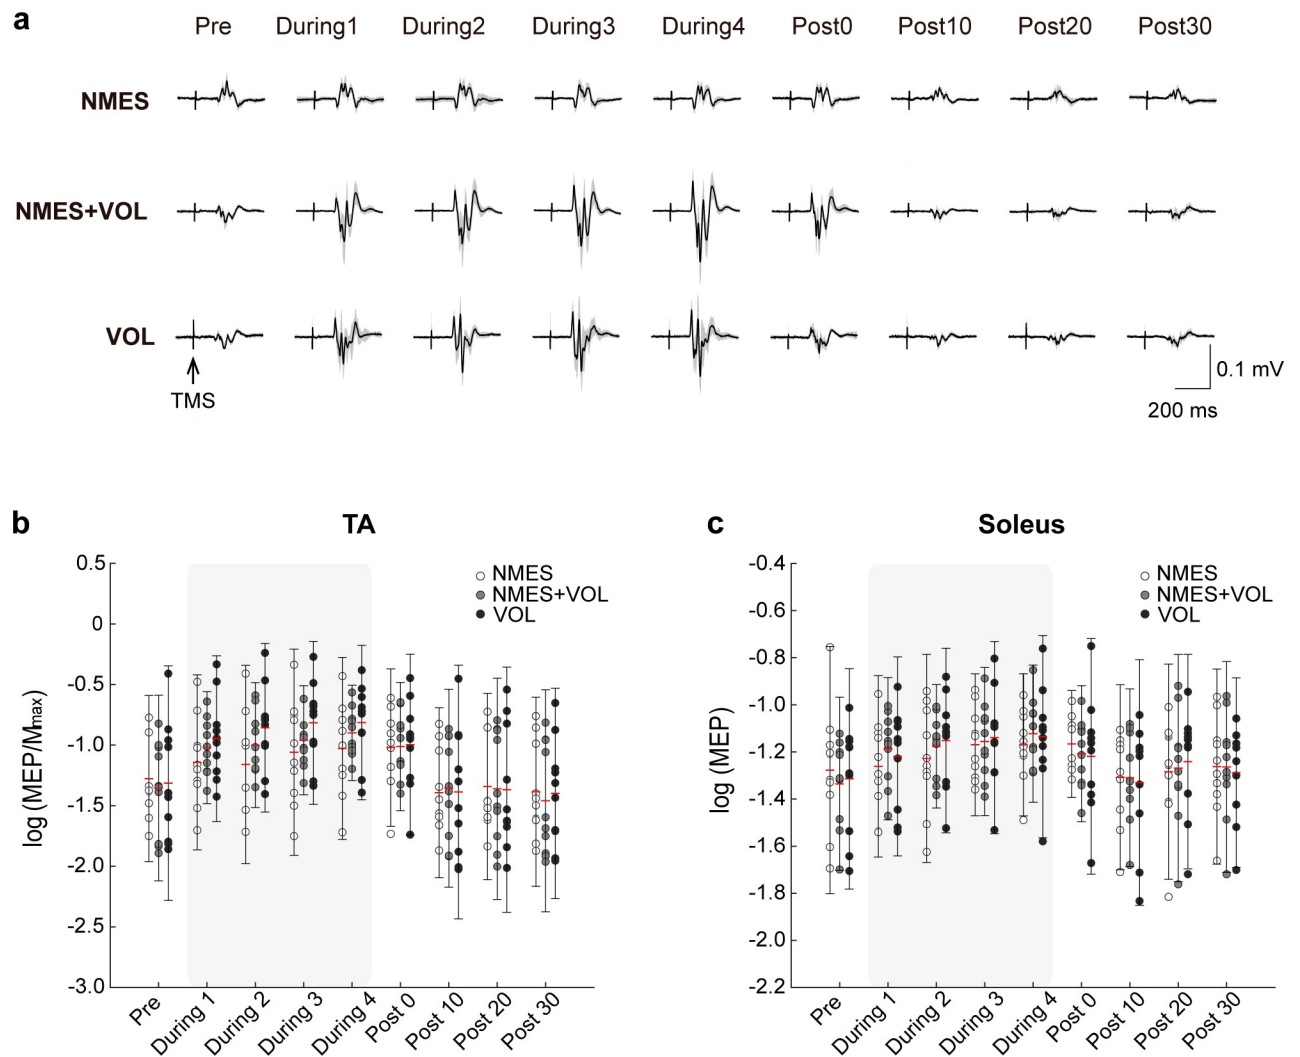 a
Pre During1 During2 During3 During4 Post0 Post10 Post20 Post30
NMES
NMES+VOL
VOL
TMS
0.1 mV
200 ms
b TA
log (MEP/Mmax)
0.5
0
-0.5
-1.0
-1.5
-2.0
-2.5
-3.0
NMES
NMES+VOL
VOL
Pre During 1 During 2 During 3 During 4 Post 0 Post 10 Post 20 Post 30
c Soleus
log (MEP)
-0.4
-0.6
-0.8
-1.0
-1.2
-1.4
-1.6
-1.8
-2.0
-2.2
NMES
NMES+VOL
VOL
Pre During 1 During 2 During 3 During 4 Post 0 Post 10 Post 20 Post 30